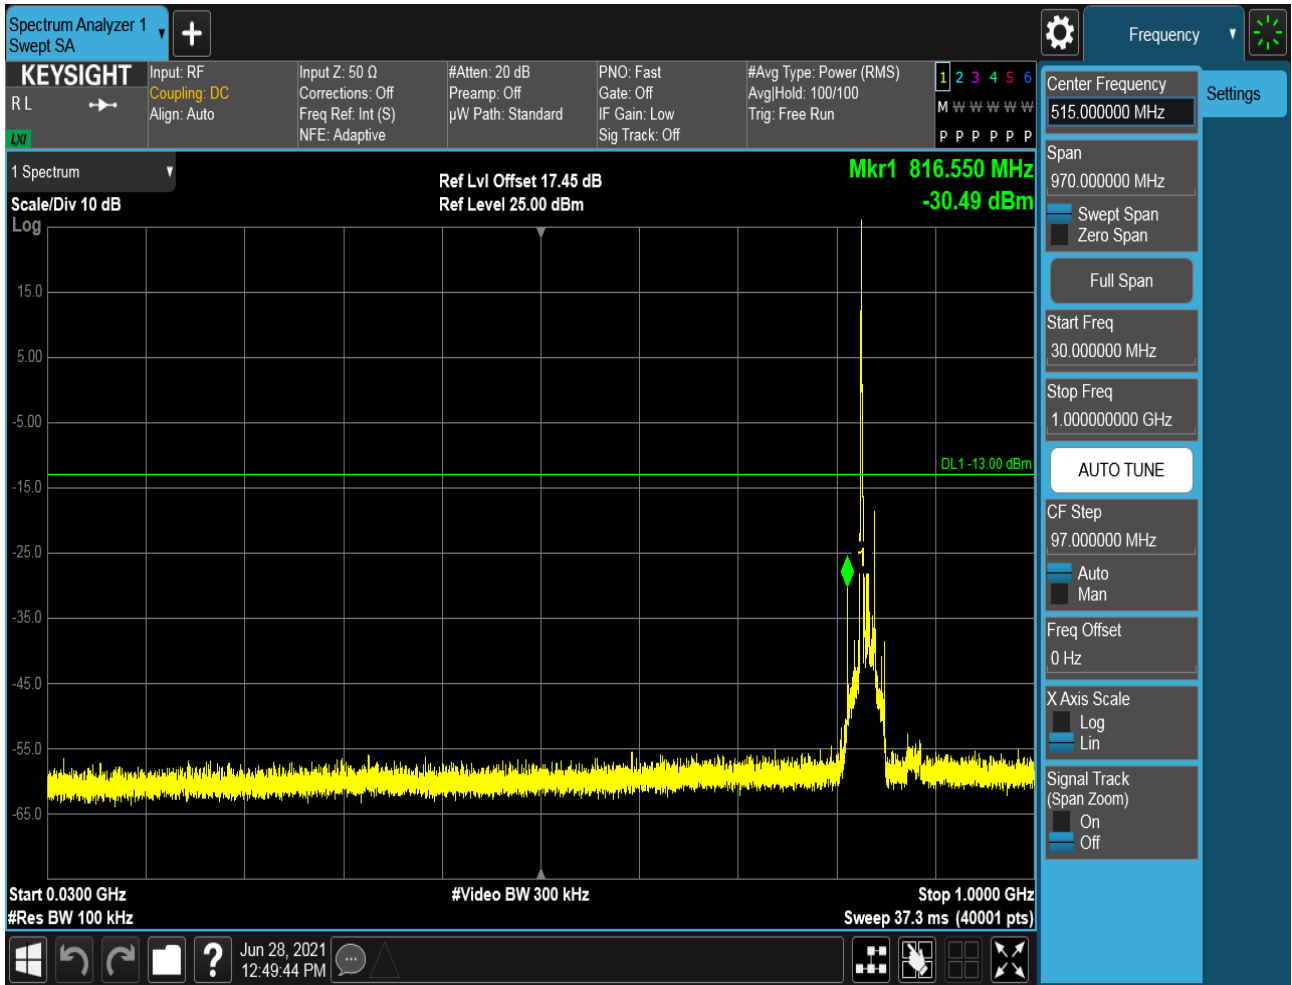 Spectrum Analyzer 1
Swept SA
Frequency
KEYSIGHT
R L
LXI
Input: RF
Coupling: DC
Align: Auto
Input Z: 50 Ω
Corrections: Off
Freq Ref: Int (S)
NFE: Adaptive
#Atten: 20 dB
Preamp: Off
µW Path: Standard
PNO: Fast
Gate: Off
IF Gain: Low
Sig Track: Off
#Avg Type: Power (RMS)
Avg|Hold: 100/100
Trig: Free Run
1 2 3 4 5 6
M W W W W W
P P P P P P
1 Spectrum
Scale/Div 10 dB
Log
Ref Lvl Offset 17.45 dB
Ref Level 25.00 dBm
Mkr1 816.550 MHz
-30.49 dBm
15.0
5.00
-5.00
-15.0
-25.0
-35.0
-45.0
-55.0
-65.0
DL1 -13.00 dBm
Start 0.0300 GHz
#Res BW 100 kHz
#Video BW 300 kHz
Stop 1.0000 GHz
Sweep 37.3 ms (40001 pts)
Jun 28, 2021
12:49:44 PM
Center Frequency
515.000000 MHz
Settings
Span
970.000000 MHz
Swept Span
Zero Span
Full Span
Start Freq
30.000000 MHz
Stop Freq
1.000000000 GHz
AUTO TUNE
CF Step
97.000000 MHz
Auto
Man
Freq Offset
0 Hz
X Axis Scale
Log
Lin
Signal Track
(Span Zoom)
On
Off